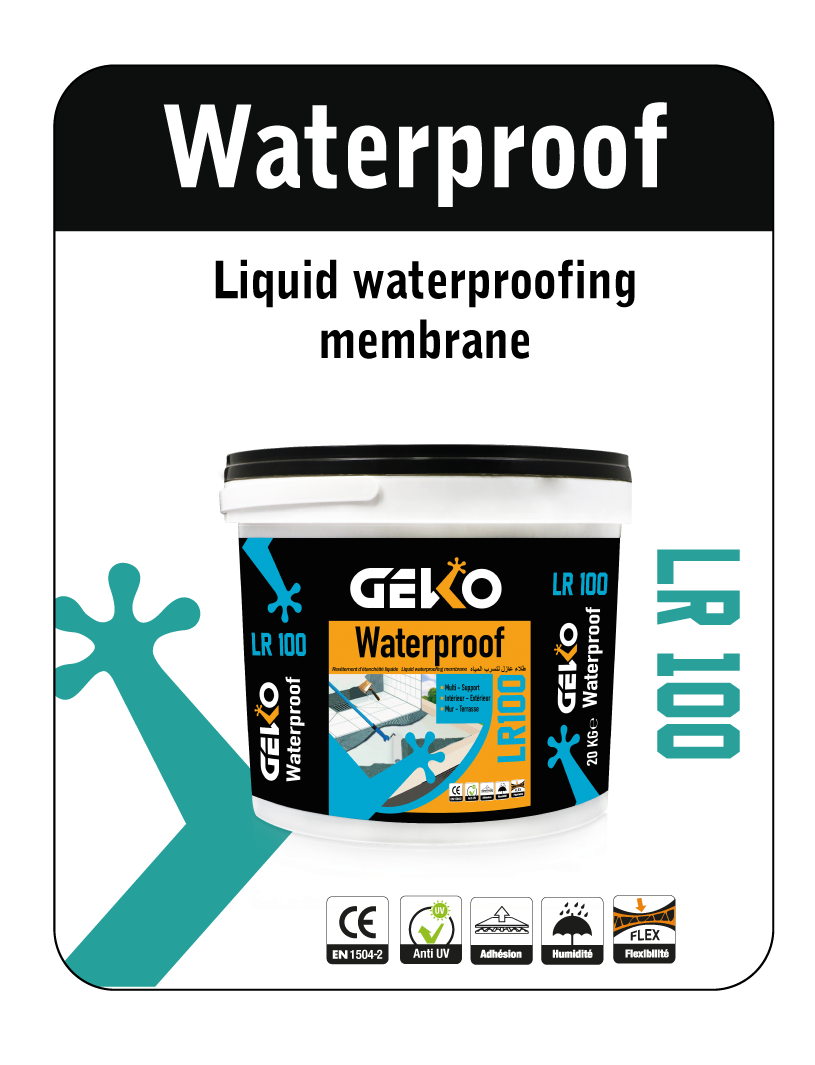 Waterproof
Liquid waterproofing
membrane
GEKO
LR 100
LR 100
Waterproof
Revêtement d'étanchéité liquide Liquid waterproofing membrane طلاء عازل لتسرب المياه
Multi - Support
Intérieur - Extérieur
Mur - Terrasse
LR100
GEKO
Waterproof
GEKO
Waterproof
20 KG e
LR 100
CE
EN 1504-2
UV
Anti UV
Adhésion
Humidité
FLEX
Flexibilité